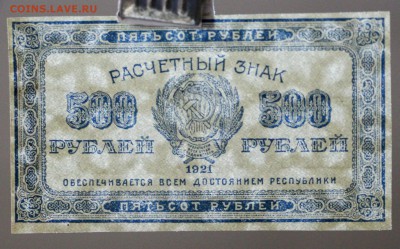 COINS.LAVE.RU
ПЯТЬСОТ РУБЛЕЙ
РАСЧЕТНЫЙ ЗНАК
500 500
РУБЛЕЙ РУБЛЕЙ
1921
ОБЕСПЕЧИВАЕТСЯ ВСЕМ ДОСТОЯНИЕМ РЕСПУБЛИКИ
ПЯТЬСОТ РУБЛЕЙ